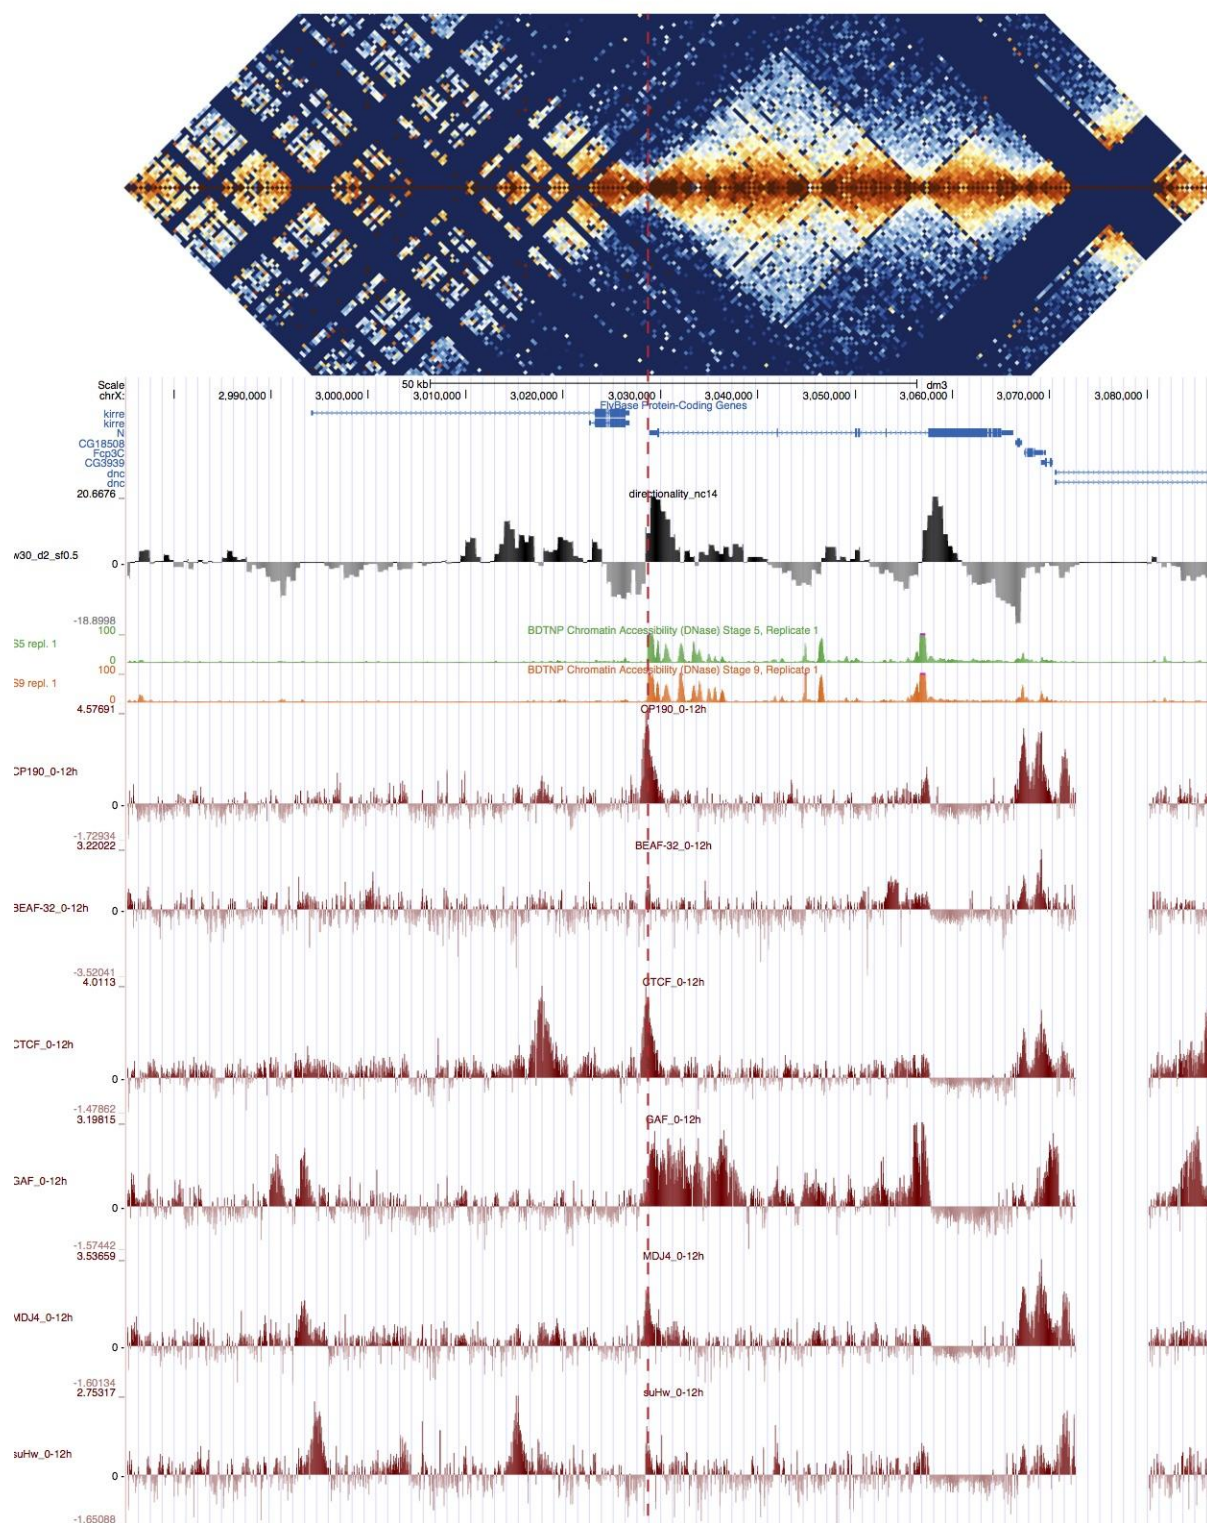 Scale 50 kb dm3
chrX: 2,990,000 3,000,000 3,010,000 3,020,000 3,030,000 3,040,000 3,050,000 3,060,000 3,070,000 3,080,000
FlyBase Protein-Coding Genes
kirre
kirre
N
CG18508
Fcp3C
CG3939
dnc
dnc
20.6676 directionality_nc14
w30_d2_sf0.5
0
-18.8998
100 BDTNP Chromatin Accessibility (DNase) Stage 5, Replicate 1
S5 repl. 1
0
100 BDTNP Chromatin Accessibility (DNase) Stage 9, Replicate 1
S9 repl. 1
0
4.57691 CP190_0-12h
CP190_0-12h
0
-1.72934
3.22022 BEAF-32_0-12h
BEAF-32_0-12h
0
-3.52041
4.0113 CTCF_0-12h
CTCF_0-12h
0
-1.47862
3.19815 GAF_0-12h
GAF_0-12h
0
-1.57442
3.53659 MDJ4_0-12h
MDJ4_0-12h
0
-1.60134
2.75317 suHw_0-12h
suHw_0-12h
0
-1.65088